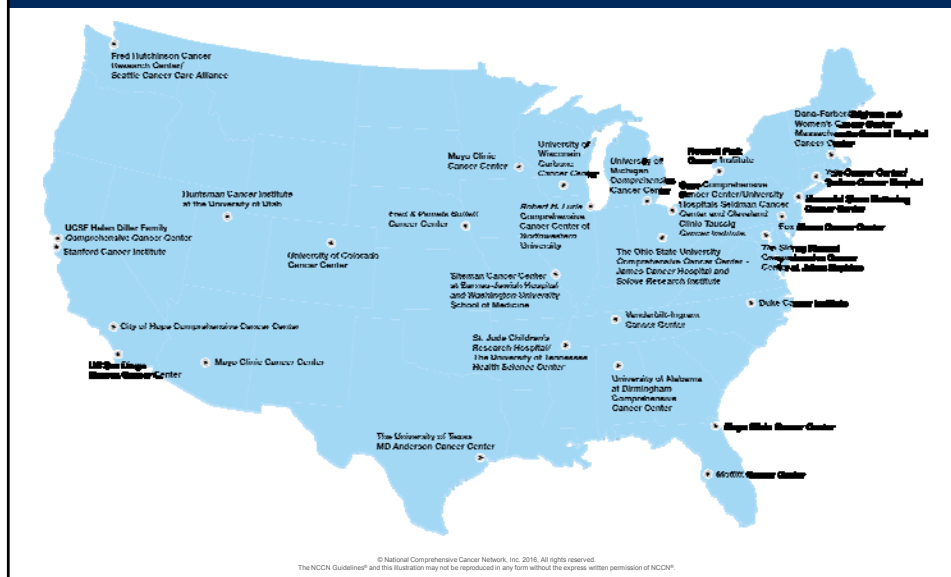 Fred Hutchinson Cancer
Research Center/
Seattle Cancer Care Alliance
Dana-Farber/Brigham and
Women's Cancer Center
Massachusetts General Hospital
Cancer Center
University of
Wisconsin
Carbone
Cancer Center
Mayo Clinic
Cancer Center
University of
Michigan
Comprehensive
Cancer Center
Roswell Park
Cancer Institute
Case Comprehensive
Cancer Center/University
Hospitals Seidman Cancer
Center and Cleveland
Clinic Taussig
Cancer Institute
Yale Cancer Center/
Smilow Cancer Hospital
Memorial Sloan Kettering
Cancer Center
Fox Chase Cancer Center
The Sidney Kimmel
Comprehensive Cancer
Center at Johns Hopkins
Huntsman Cancer Institute
at the University of Utah
Fred & Pamela Buffett
Cancer Center
Robert H. Lurie
Comprehensive
Cancer Center of
Northwestern
University
UCSF Helen Diller Family
Comprehensive Cancer Center
Stanford Cancer Institute
University of Colorado
Cancer Center
The Ohio State University
Comprehensive Cancer Center -
James Cancer Hospital and
Solove Research Institute
Siteman Cancer Center
at Barnes-Jewish Hospital
and Washington University
School of Medicine
Duke Cancer Institute
Vanderbilt-Ingram
Cancer Center
City of Hope Comprehensive Cancer Center
St. Jude Children's
Research Hospital/
The University of Tennessee
Health Science Center
UC San Diego
Moores Cancer Center
Mayo Clinic Cancer Center
University of Alabama
at Birmingham
Comprehensive
Cancer Center
Mayo Clinic Cancer Center
The University of Texas
MD Anderson Cancer Center
Moffitt Cancer Center
© National Comprehensive Cancer Network, Inc. 2016, All rights reserved.
The NCCN Guidelines® and this illustration may not be reproduced in any form without the express written permission of NCCN®.